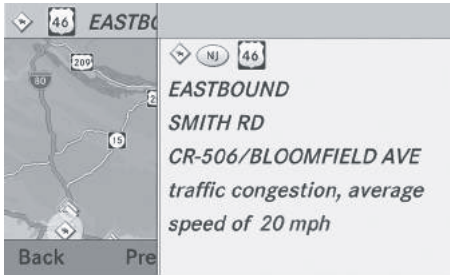 46 EASTBO
209
80
2
15
Back Pre
NJ 46
EASTBOUND
SMITH RD
CR-506/BLOOMFIELD AVE
traffic congestion, average
speed of 20 mph